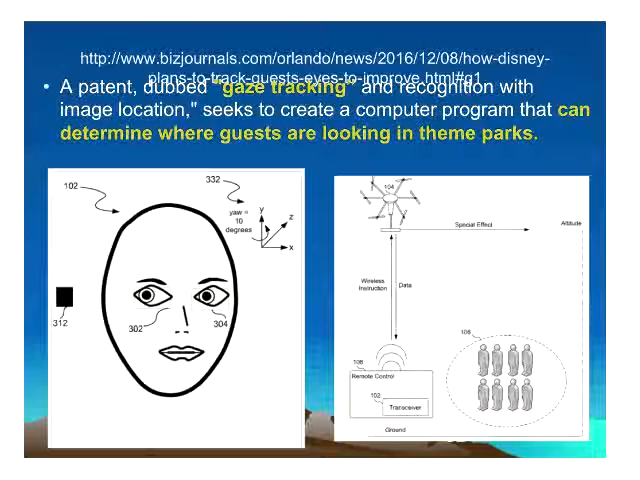 http://www.bizjournals.com/orlando/news/2016/12/08/how-disney-
plans-to-track-guests-eyes-to-improve.html#g1
• A patent, dubbed "gaze tracking" and recognition with
image location," seeks to create a computer program that can
determine where guests are looking in theme parks.
102
332
yaw =
10
degrees
y
z
x
312
302
304
104
Special Effect
Altitude
Wireless
Instruction
Data
106
108
Remote Control
102
Transceiver
Ground